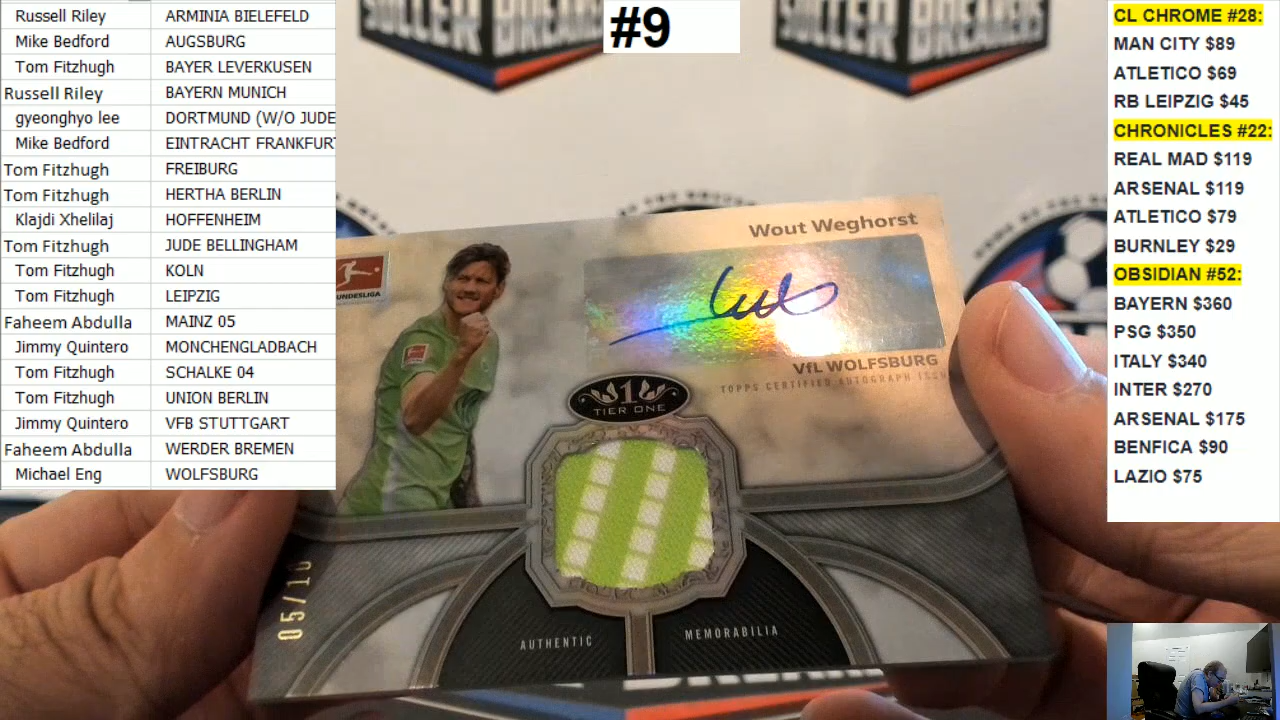 Russell Riley ARMINIA BIELEFELD
Mike Bedford AUGSBURG
Tom Fitzhugh BAYER LEVERKUSEN
Russell Riley BAYERN MUNICH
gyeonghyo lee DORTMUND (W/O JUDE
Mike Bedford EINTRACHT FRANKFUR
Tom Fitzhugh FREIBURG
Tom Fitzhugh HERTHA BERLIN
Klajdi Xhelilaj HOFFENHEIM
Tom Fitzhugh JUDE BELLINGHAM
Tom Fitzhugh KOLN
Tom Fitzhugh LEIPZIG
Faheem Abdulla MAINZ 05
Jimmy Quintero MONCHENGLADBACH
Tom Fitzhugh SCHALKE 04
Tom Fitzhugh UNION BERLIN
Jimmy Quintero VFB STUTTGART
Faheem Abdulla WERDER BREMEN
Michael Eng WOLFSBURG
#9
SOCCER BREAKERS
Wout Weghorst
BUNDESLIGA
VfL WOLFSBURG
TOPPS CERTIFIED AUTOGRAPH ISSU
1
TIER ONE
AUTHENTIC MEMORABILIA
05/10
CL CHROME #28:
MAN CITY $89
ATLETICO $69
RB LEIPZIG $45
CHRONICLES #22:
REAL MAD $119
ARSENAL $119
ATLETICO $79
BURNLEY $29
OBSIDIAN #52:
BAYERN $360
PSG $350
ITALY $340
INTER $270
ARSENAL $175
BENFICA $90
LAZIO $75